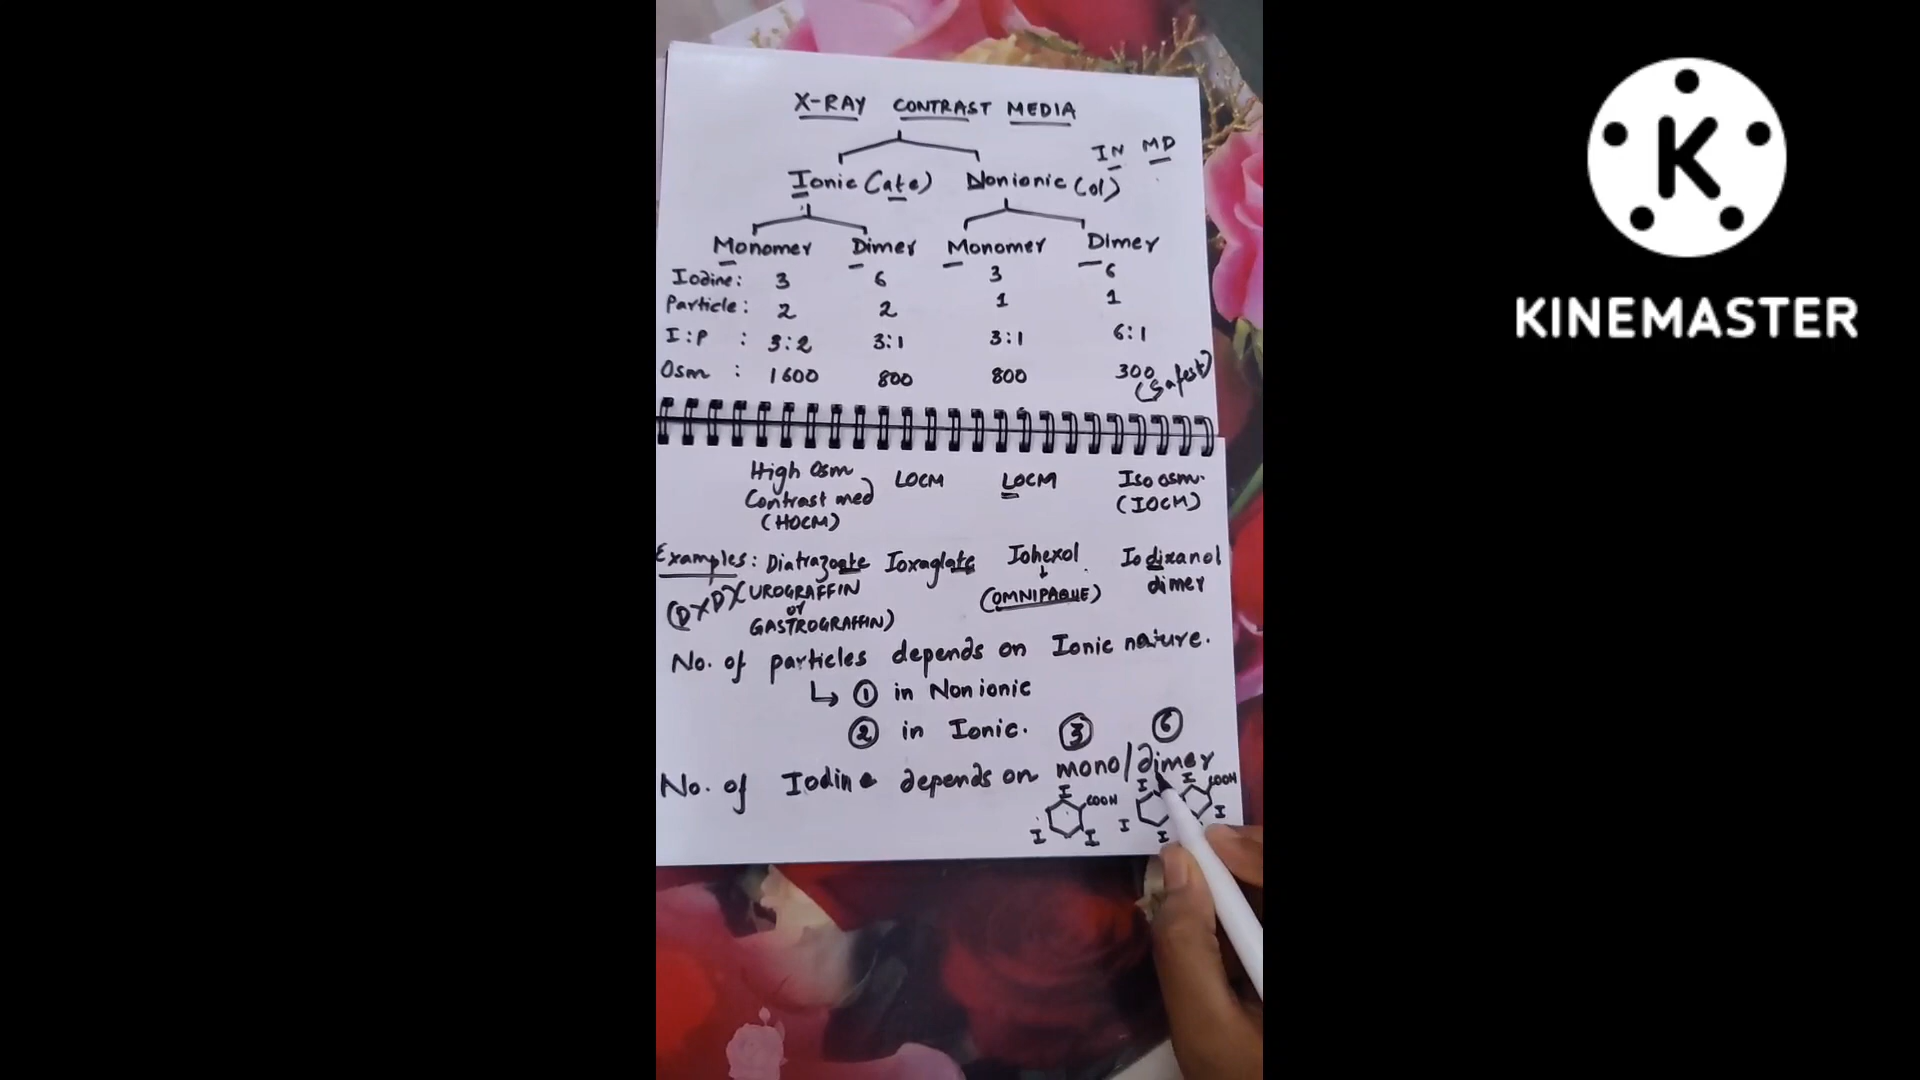 X-RAY CONTRAST MEDIA
IN MD
Ionic (ate) Nonionic (ol)
Monomer Dimer Monomer Dimer
Iodine: 3 6 3 6
Particle: 2 2 1 1
I:P : 3:2 3:1 3:1 6:1
Osm : 1600 800 800 300
(Safest)
High Osm LOCM LOCM Iso osm.
Contrast med (IOCM)
(HOCM)
Examples: Diatrazoate Ioxaglate Iohexol Iodixanol
UROGRAFFIN (OMNIPAQUE) dimer
or
GASTROGRAFFIN)
No. of particles depends on Ionic nature.
↳ ① in Nonionic
② in Ionic. ③ ⑥
No. of Iodine depends on mono/dimer
I COOH I I COOH
I I I I I
K
KINEMASTER